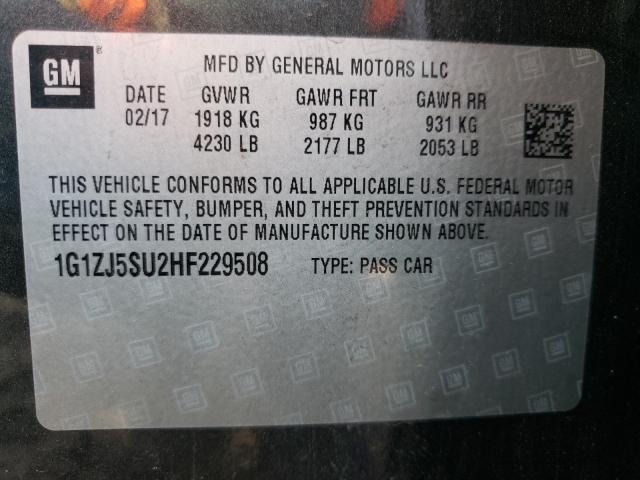 GM ®
MFD BY GENERAL MOTORS LLC
DATE GVWR GAWR FRT GAWR RR
02/17 1918 KG 987 KG 931 KG
4230 LB 2177 LB 2053 LB
THIS VEHICLE CONFORMS TO ALL APPLICABLE U.S. FEDERAL MOTOR
VEHICLE SAFETY, BUMPER, AND THEFT PREVENTION STANDARDS IN
EFFECT ON THE DATE OF MANUFACTURE SHOWN ABOVE.
1G1ZJ5SU2HF229508 TYPE: PASS CAR